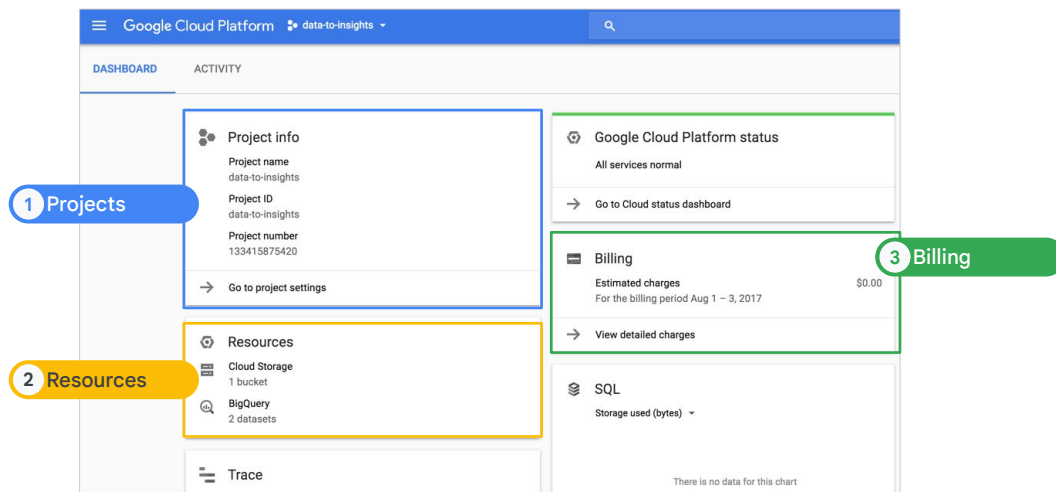 Google Cloud Platform data-to-insights
DASHBOARD ACTIVITY
Project info
Project name
data-to-insights
Project ID
data-to-insights
Project number
133415875420
Go to project settings
1 Projects
Resources
Cloud Storage
1 bucket
BigQuery
2 datasets
2 Resources
Trace
Google Cloud Platform status
All services normal
Go to Cloud status dashboard
Billing
Estimated charges $0.00
For the billing period Aug 1 – 3, 2017
View detailed charges
3 Billing
SQL
Storage used (bytes)
There is no data for this chart